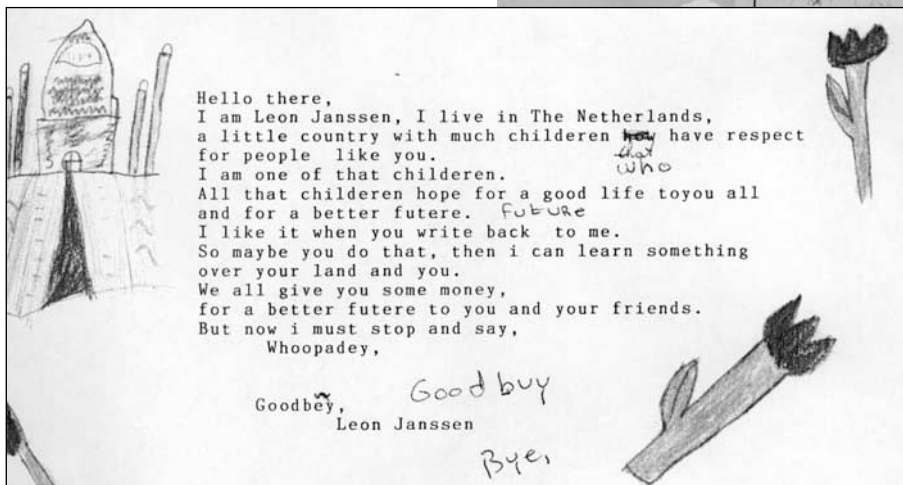 Hello there,
I am Leon Janssen, I live in The Netherlands,
a little country with much childeren how have respect
that
who
for people like you.
I am one of that childeren.
All that childeren hope for a good life toyou all
and for a better futere. Future
I like it when you write back to me.
So maybe you do that, then i can learn something
over your land and you.
We all give you some money,
for a better futere to you and your friends.
But now i must stop and say,
Whoopadey,
Goodbuy
Goodbey,
Leon Janssen
Bye,